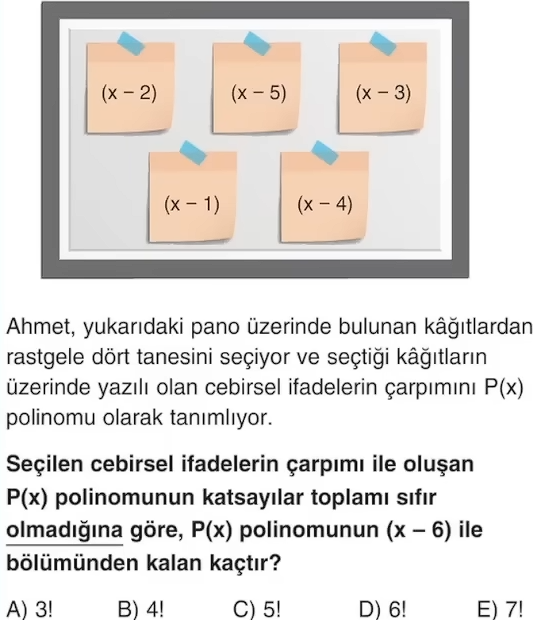 (x – 2)
(x – 5)
(x – 3)
(x – 1)
(x – 4)
Ahmet, yukarıdaki pano üzerinde bulunan kâğıtlardan
rastgele dört tanesini seçiyor ve seçtiği kâğıtların
üzerinde yazılı olan cebirsel ifadelerin çarpımını P(x)
polinomu olarak tanımlıyor.
Seçilen cebirsel ifadelerin çarpımı ile oluşan
P(x) polinomunun katsayılar toplamı sıfır
olmadığına göre, P(x) polinomunun (x – 6) ile
bölümünden kalan kaçtır?
A) 3! B) 4! C) 5! D) 6! E) 7!